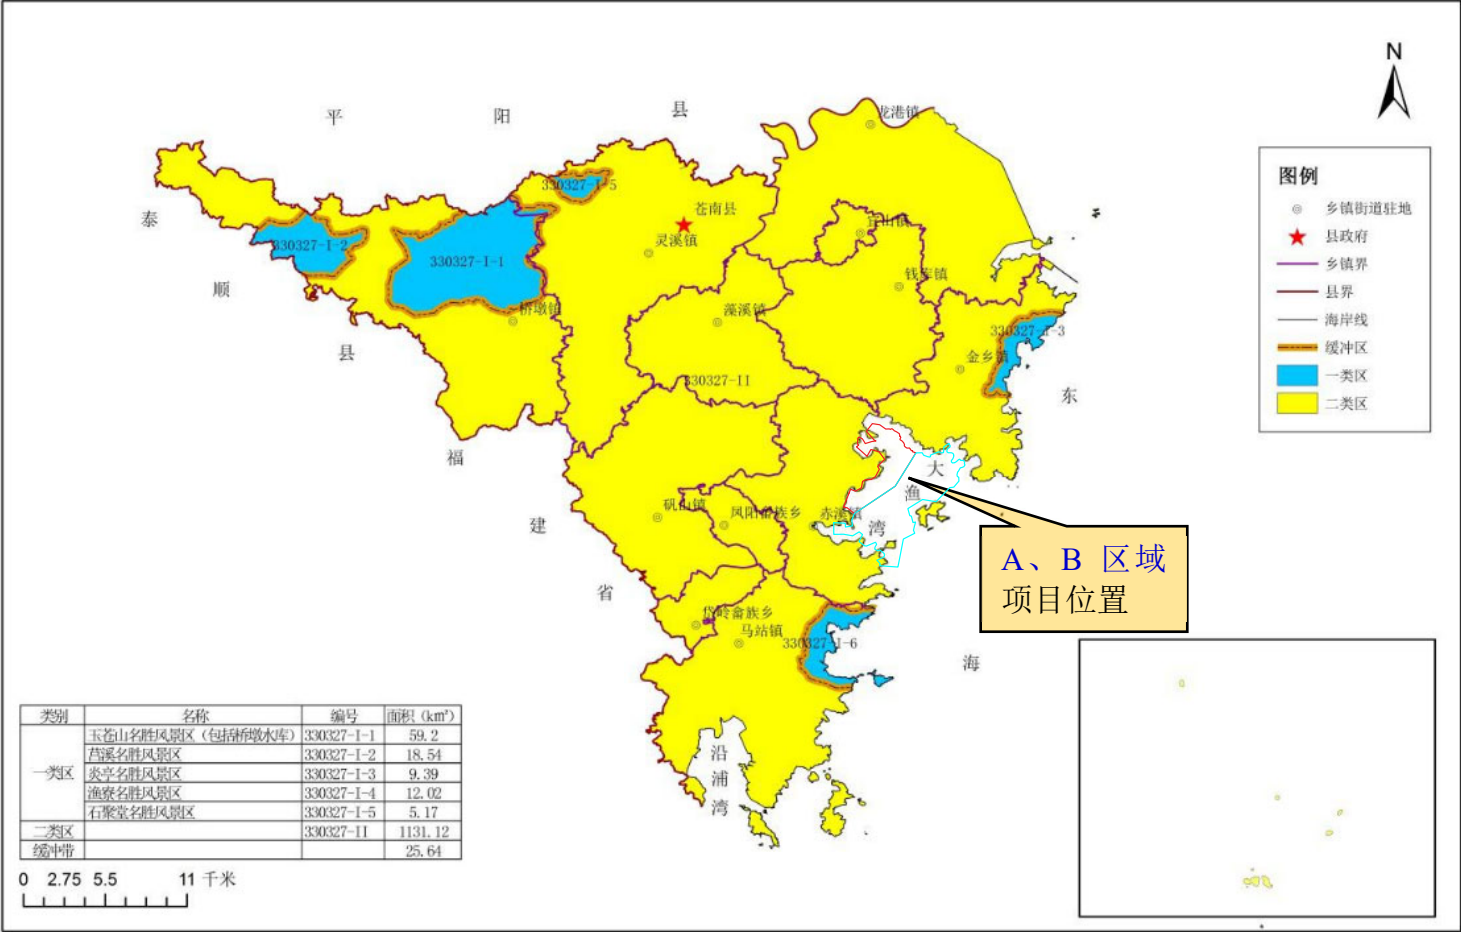 N
平 阳 县
龙港镇
图例
乡镇街道驻地
县政府
乡镇界
县界
海岸线
缓冲区
一类区
二类区
330327-I-5
泰
苍南县
宜山镇
330327-I-2
灵溪镇
330327-I-1
钱库镇
顺
桥墩镇
藻溪镇
330327-I-3
县
金乡镇
330327-II
东
福
大
渔
湾
矾山镇
凤阳畲族乡
赤溪镇
建
A、B 区域
项目位置
省
岱岭畲族乡
马站镇
330327-I-6
海
沿
浦
湾
类别 名称 编号 面积(km²)
一类区
玉苍山名胜风景区(包括桥墩水库) 330327-I-1 59.2
莒溪名胜风景区 330327-I-2 18.54
炎亭名胜风景区 330327-I-3 9.39
渔寮名胜风景区 330327-I-4 12.02
石聚堂名胜风景区 330327-I-5 5.17
二类区 330327-II 1131.12
缓冲带 25.64
0 2.75 5.5 11 千米